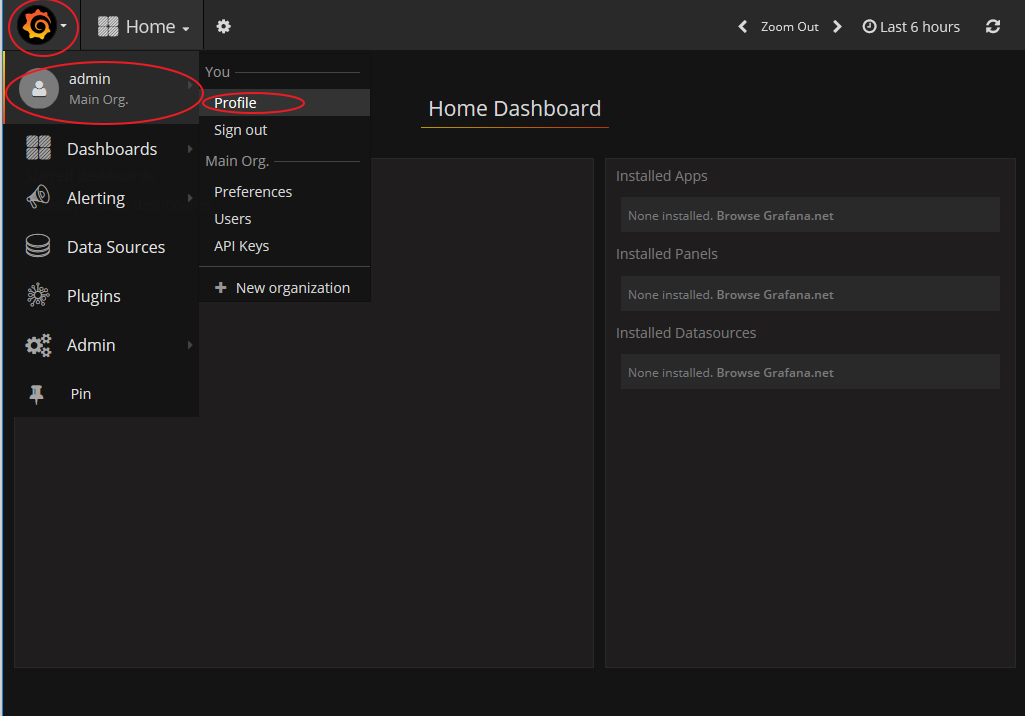 Home
Zoom Out
Last 6 hours
admin
Main Org.
Dashboards
Alerting
Data Sources
Plugins
Admin
Pin
You
Profile
Sign out
Main Org.
Preferences
Users
API Keys
New organization
Home Dashboard
Installed Apps
None installed. Browse Grafana.net
Installed Panels
None installed. Browse Grafana.net
Installed Datasources
None installed. Browse Grafana.net